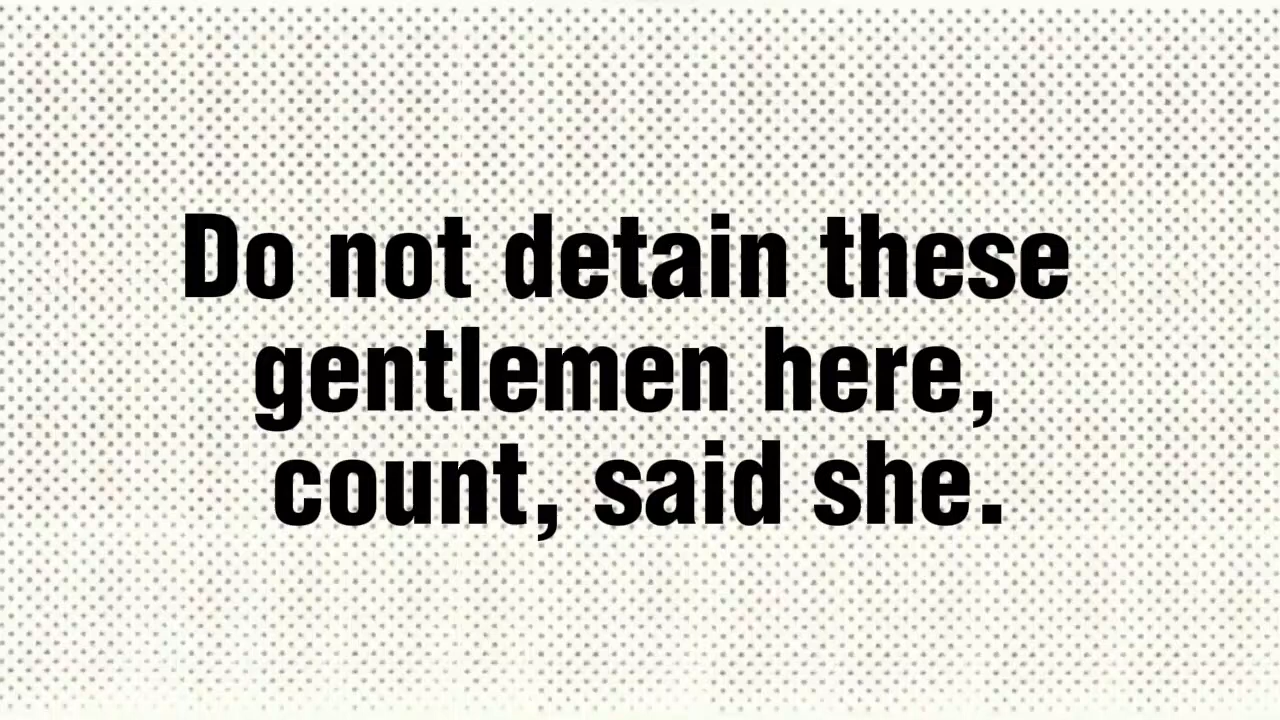 Do not detain these
gentlemen here,
count, said she.